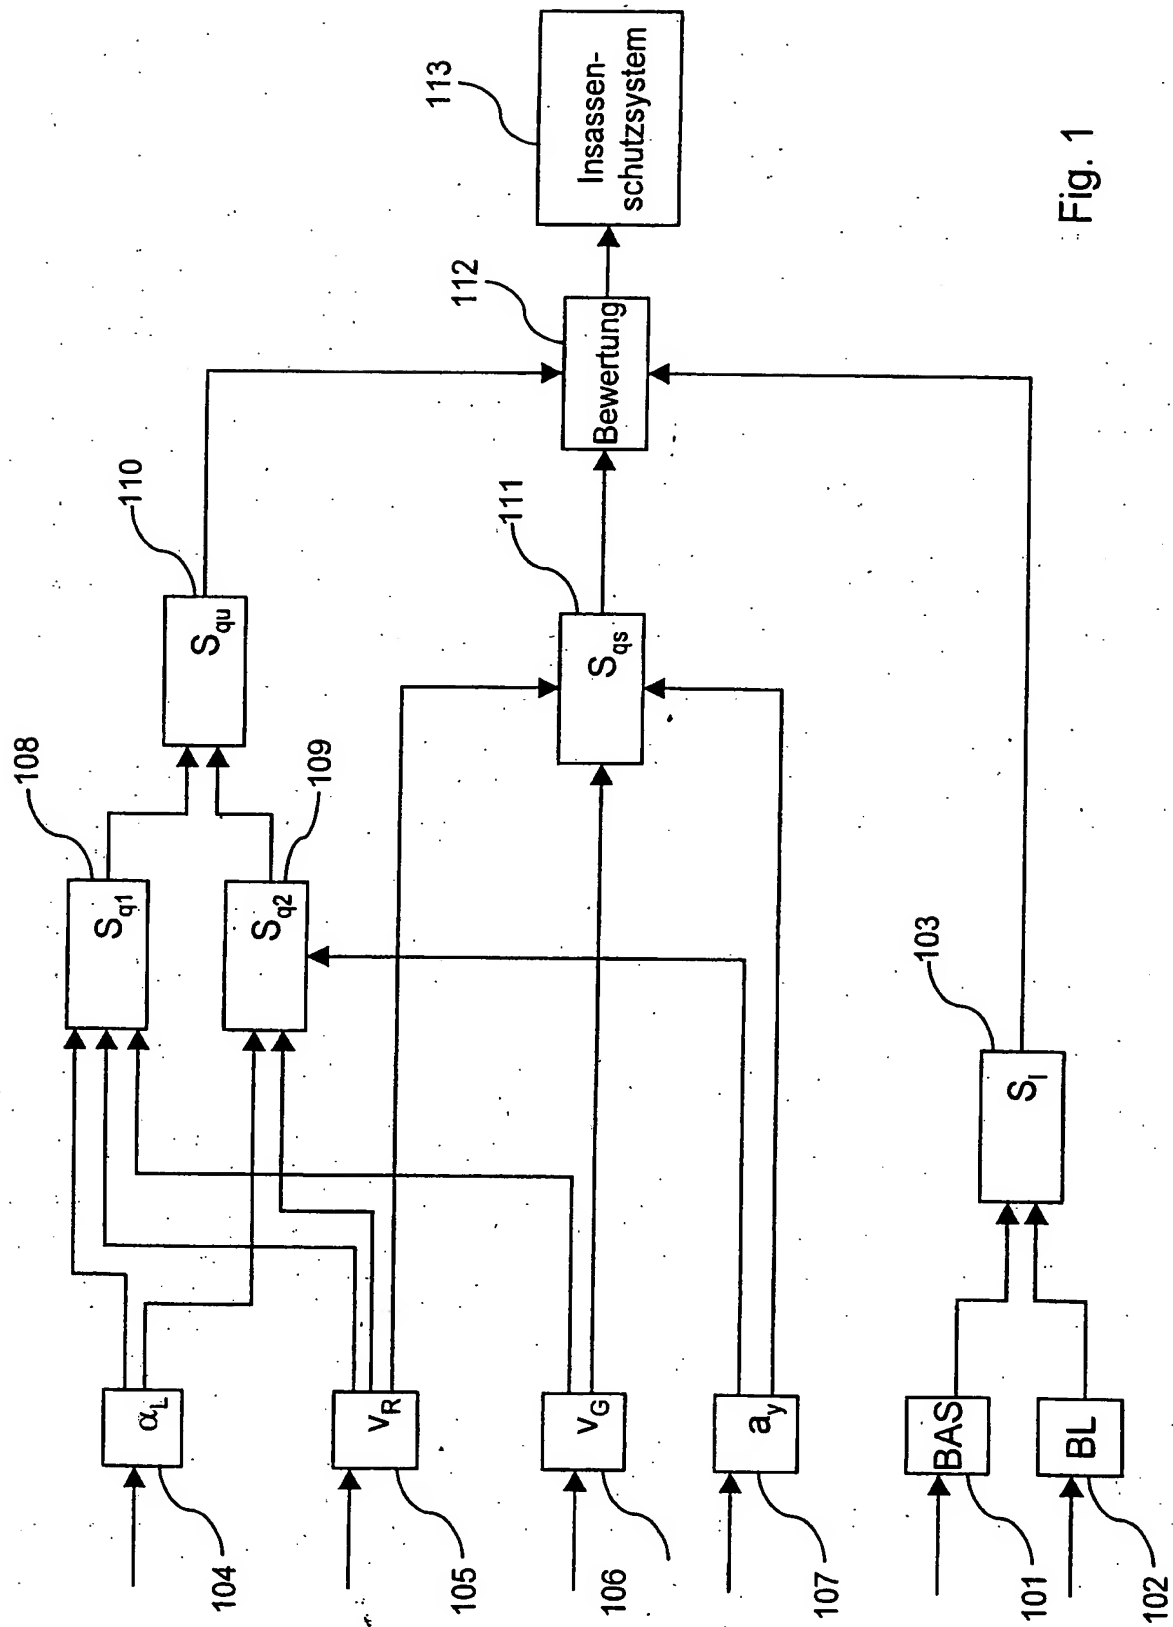 104
α_L
105
v_R
106
v_G
107
a_y
101
BAS
102
BL
108
S_q1
109
S_q2
103
S_l
110
S_qu
111
S_qs
112
Bewertung
113
Insassen-
schutzsystem
Fig. 1